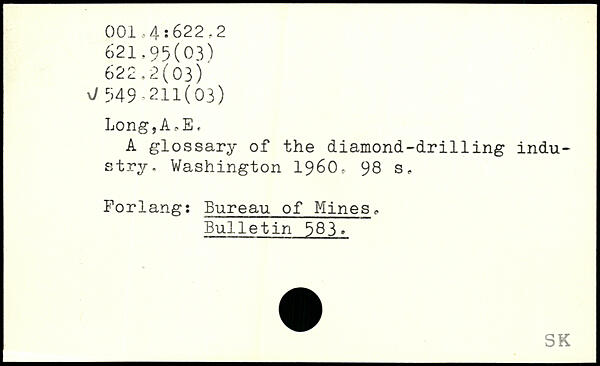 001.4:622.2
621.95(03)
622.2(03)
√ 549.211(03)
Long,A.E.
A glossary of the diamond-drilling indu-
stry. Washington 1960. 98 s.
Forlang: Bureau of Mines.
Bulletin 583.
SK